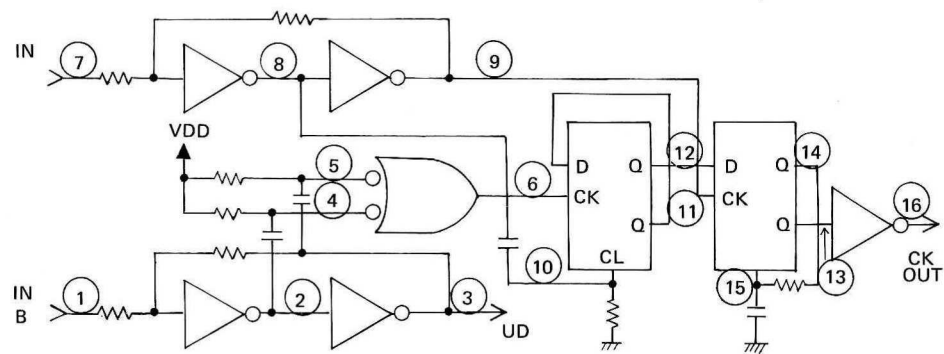 IN 7 8 9
VDD
5
4
6
D Q 12 D Q 14
CK 11 CK 16
Q Q
CL 10 15 13
CK
OUT
IN 1 2 3
B
UD